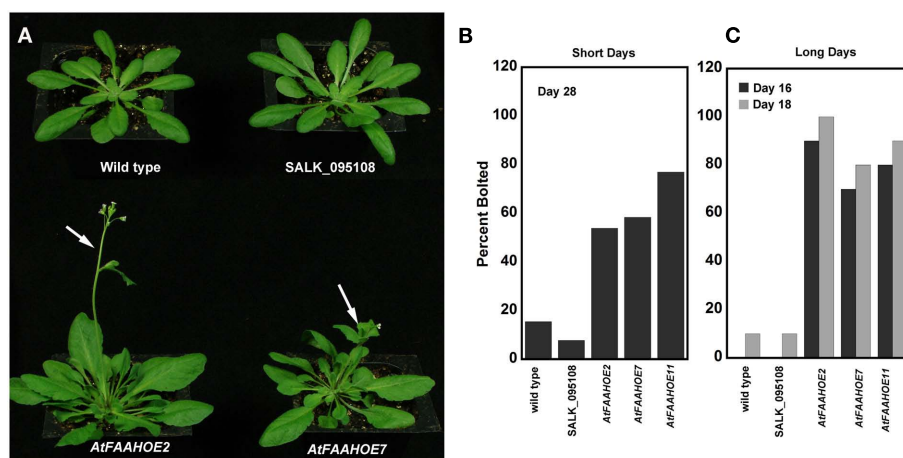 A
Wild type
SALK_095108
AtFAAHOE2
AtFAAHOE7
B
Short Days
Day 28
Percent Bolted
120
100
80
60
40
20
0
wild type
SALK_095108
AtFAAHOE2
AtFAAHOE7
AtFAAHOE11
C
Long Days
Day 16
Day 18
120
100
80
60
40
20
0
wild type
SALK_095108
AtFAAHOE2
AtFAAHOE7
AtFAAHOE11